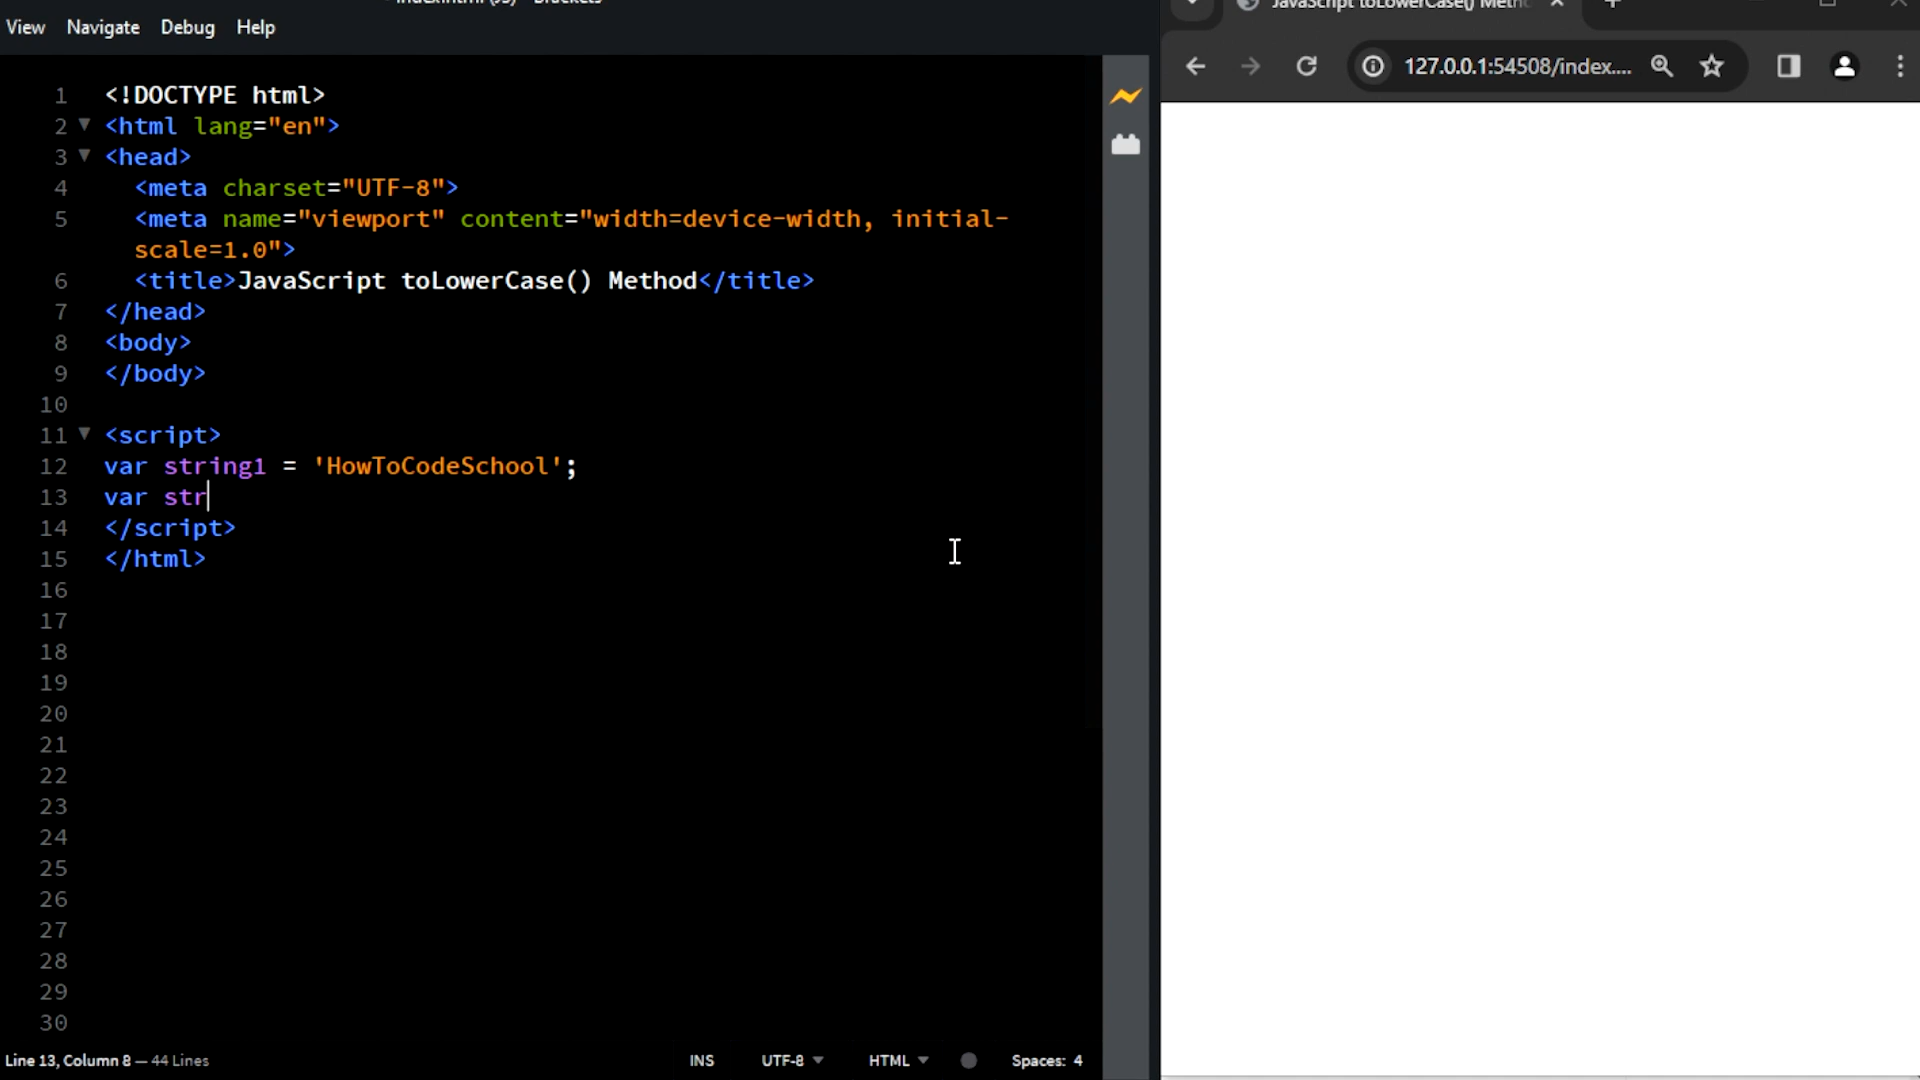 View Navigate Debug Help
JavaScript toLowerCase()
127.0.0.1:54508/index....
1 <!DOCTYPE html>
2 <html lang="en">
3 <head>
4 <meta charset="UTF-8">
5 <meta name="viewport" content="width=device-width, initial-
scale=1.0">
6 <title>JavaScript toLowerCase() Method</title>
7 </head>
8 <body>
9 </body>
10
11 <script>
12 var string1 = 'HowToCodeSchool';
13 var str
14 </script>
15 </html>
16
17
18
19
20
21
22
23
24
25
26
27
28
29
30
Line 13, Column 8 — 44 Lines INS UTF-8 HTML Spaces: 4